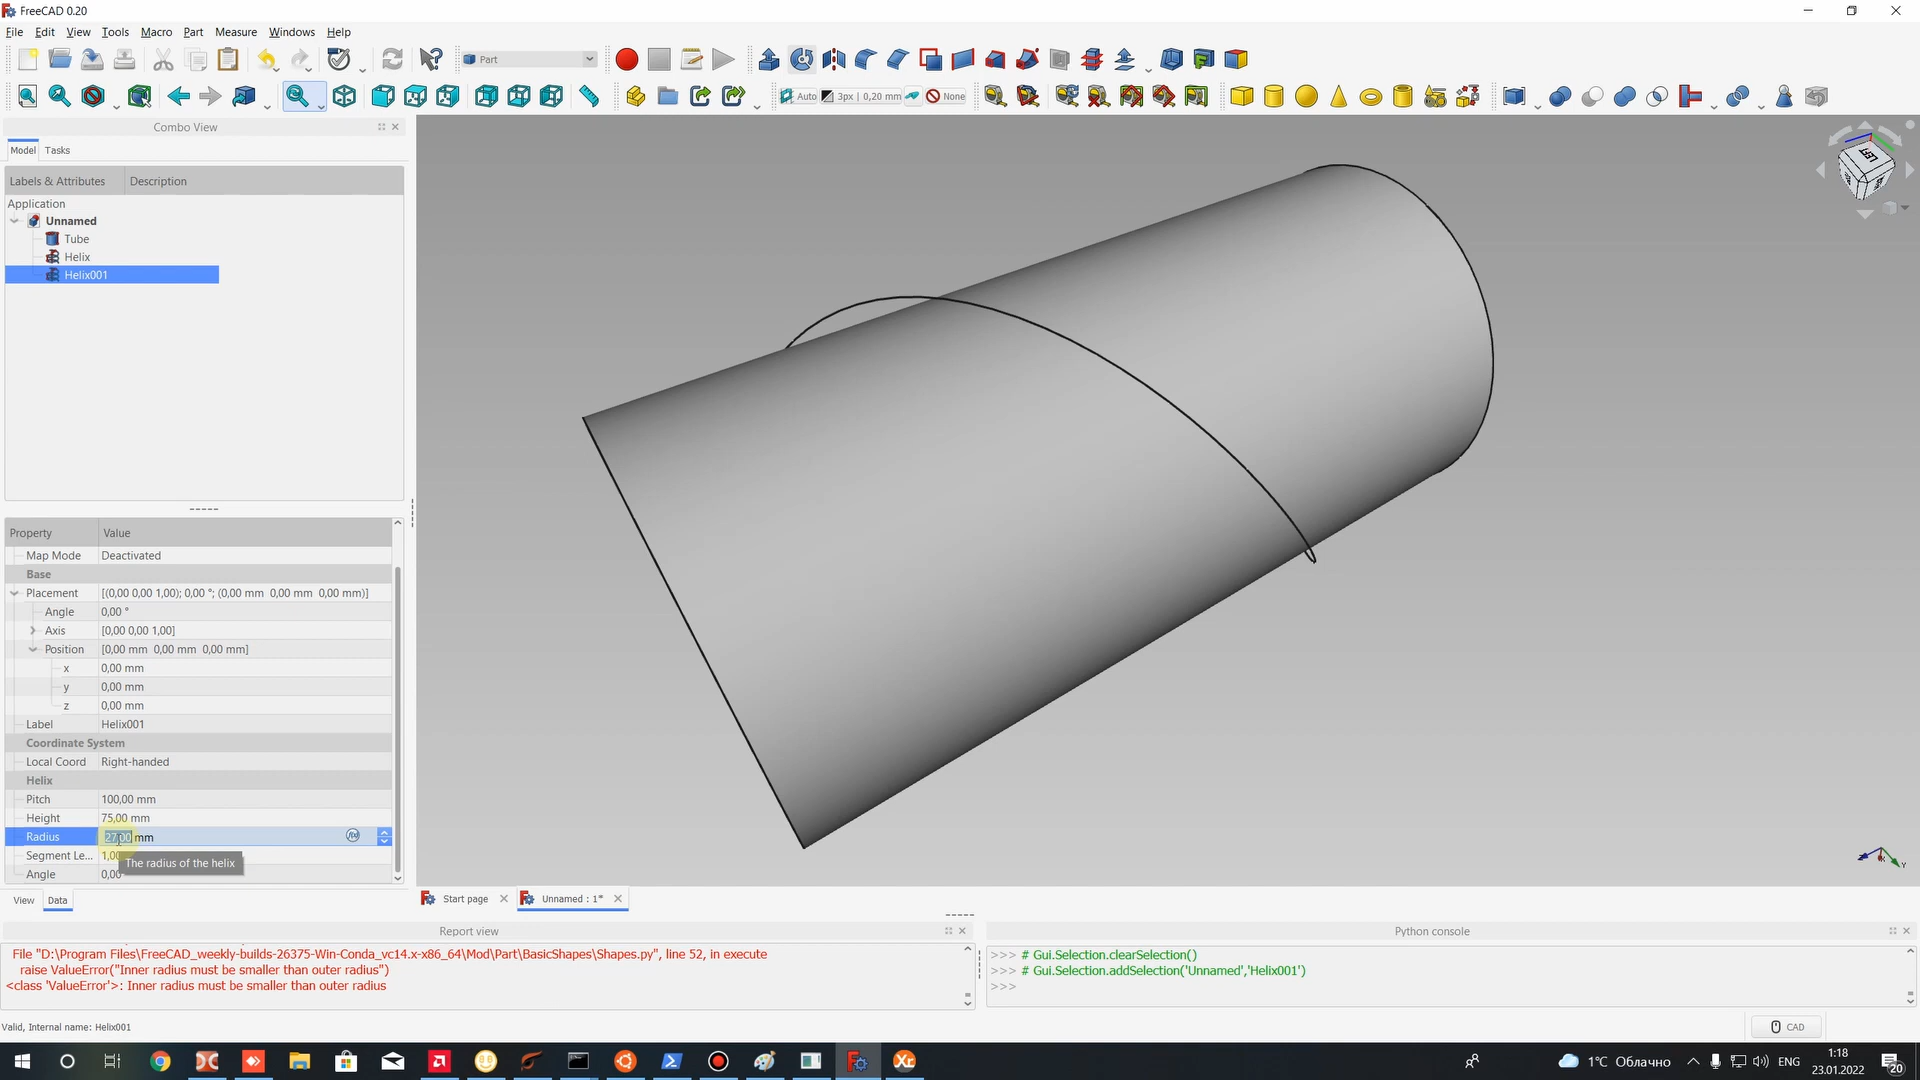 FreeCAD 0.20
File Edit View Tools Macro Part Measure Windows Help
Part
Auto 3px | 0,20 mm None
Combo View
Model Tasks
Labels & Attributes Description
Application
Unnamed
Tube
Helix
Helix001
Property Value
Map Mode Deactivated
Base
Placement [(0,00 0,00 1,00); 0,00 °; (0,00 mm 0,00 mm 0,00 mm)]
Angle 0,00 °
Axis [0,00 0,00 1,00]
Position [0,00 mm 0,00 mm 0,00 mm]
x 0,00 mm
y 0,00 mm
z 0,00 mm
Label Helix001
Coordinate System
Local Coord Right-handed
Helix
Pitch 100,00 mm
Height 75,00 mm
Radius 27,00 mm
Segment Le... 1,00
The radius of the helix
Angle 0,00
View Data
Start page Unnamed : 1*
Report view
File "D:\Program Files\FreeCAD_weekly-builds-26375-Win-Conda_vc14.x-x86_64\Mod\Part\BasicShapes\Shapes.py", line 52, in execute
raise ValueError("Inner radius must be smaller than outer radius")
<class 'ValueError'>: Inner radius must be smaller than outer radius
Python console
>>> # Gui.Selection.clearSelection()
>>> # Gui.Selection.addSelection('Unnamed','Helix001')
>>>
Valid, Internal name: Helix001
CAD
1°C Облачно
ENG
1:18
23.01.2022
20